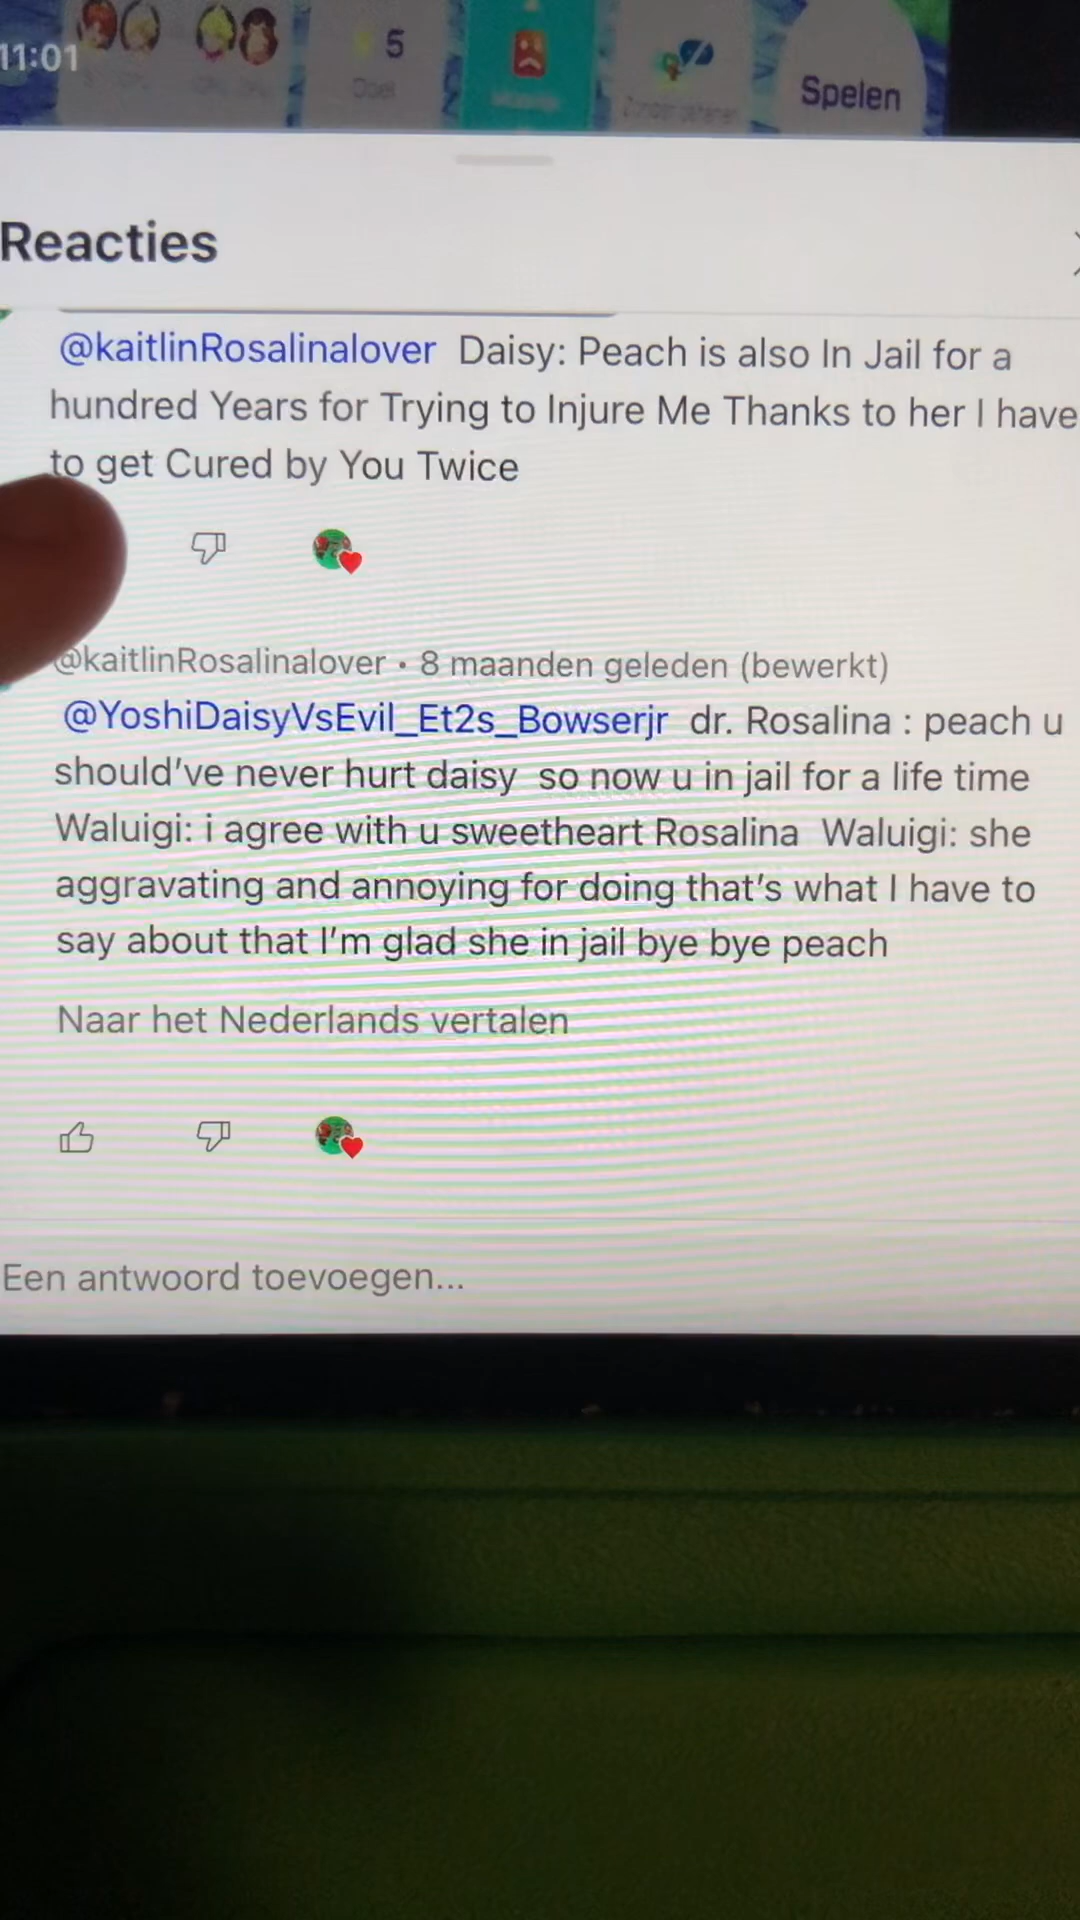 11:01
5
Doel
Spelen
Reacties
@kaitlinRosalinalover Daisy: Peach is also In Jail for a
hundred Years for Trying to Injure Me Thanks to her I have
to get Cured by You Twice
@kaitlinRosalinalover • 8 maanden geleden (bewerkt)
@YoshiDaisyVsEvil_Et2s_Bowserjr dr. Rosalina : peach u
should've never hurt daisy so now u in jail for a life time
Waluigi: i agree with u sweetheart Rosalina Waluigi: she
aggravating and annoying for doing that's what I have to
say about that I'm glad she in jail bye bye peach
Naar het Nederlands vertalen
Een antwoord toevoegen...